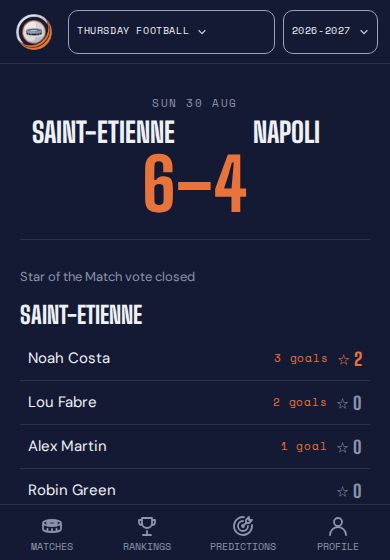 THURSDAY FOOTBALL
2026-2027
SUN 30 AUG
SAINT-ETIENNE NAPOLI
6–4
Star of the Match vote closed
SAINT-ETIENNE
Noah Costa 3 goals ☆ 2
Lou Fabre 2 goals ☆ 0
Alex Martin 1 goal ☆ 0
Robin Green ☆ 0
MATCHES RANKINGS PREDICTIONS PROFILE